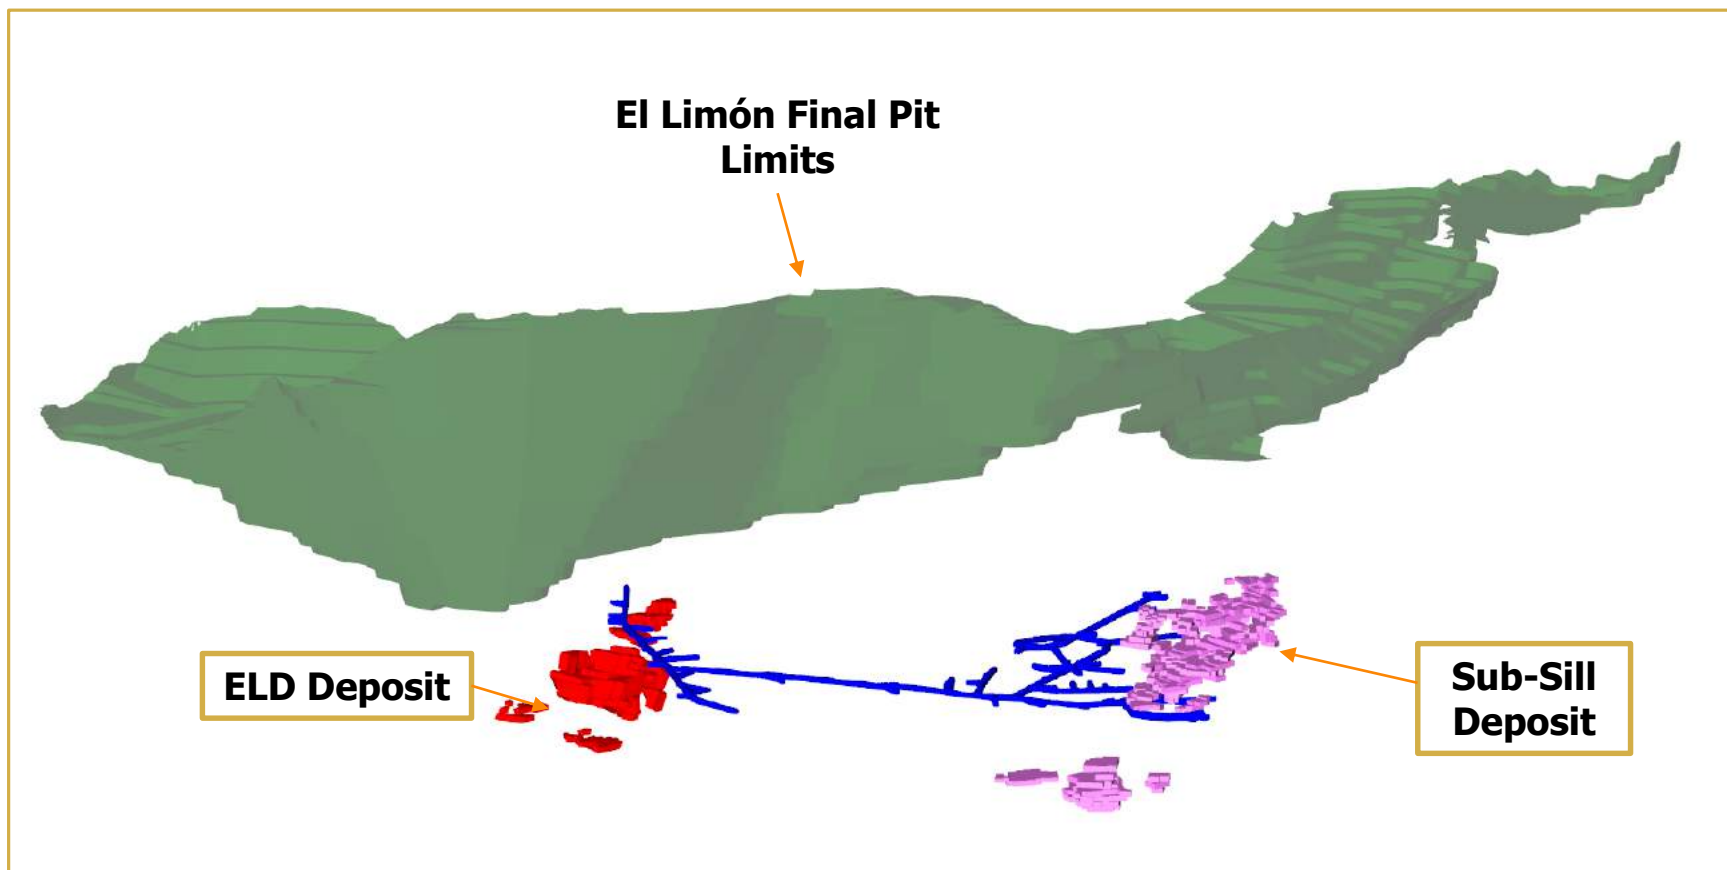 El Limón Final Pit
Limits
ELD Deposit
Sub-Sill
Deposit